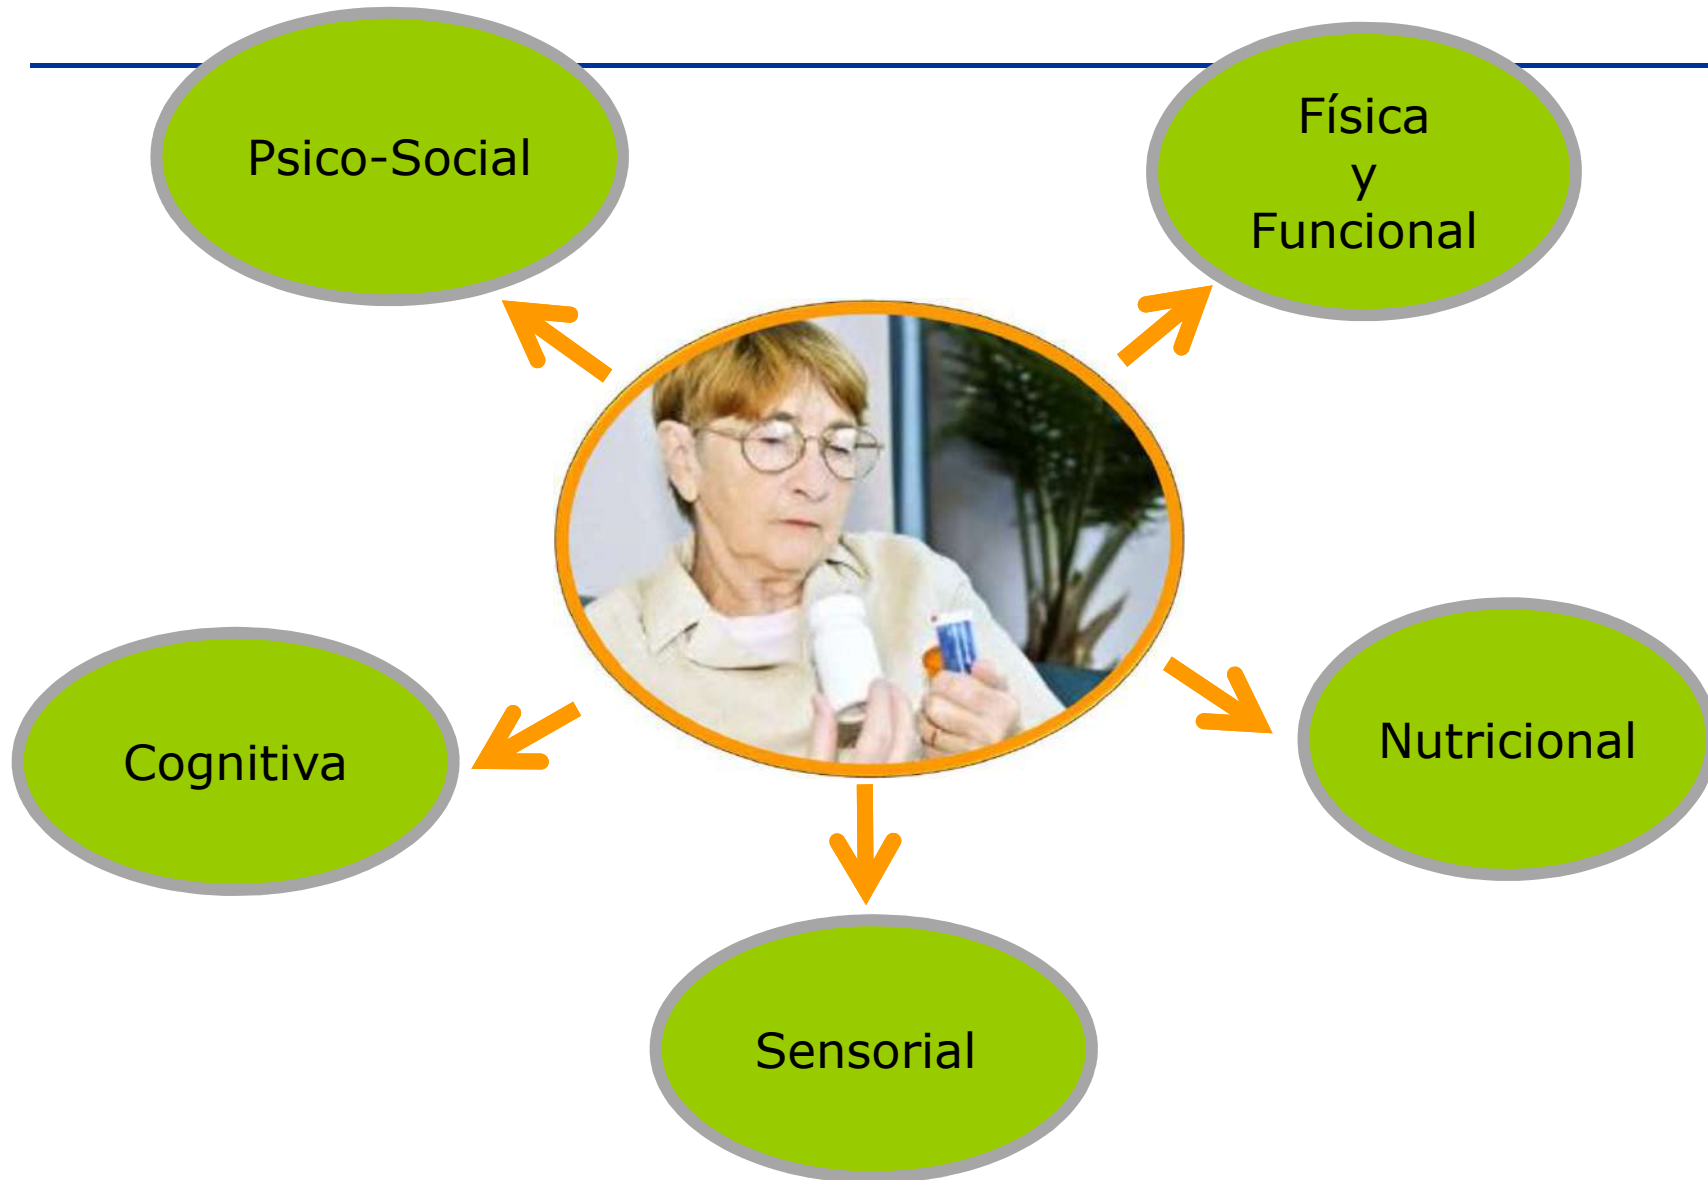 Psico-Social
Física
y
Funcional
Cognitiva
Nutricional
Sensorial